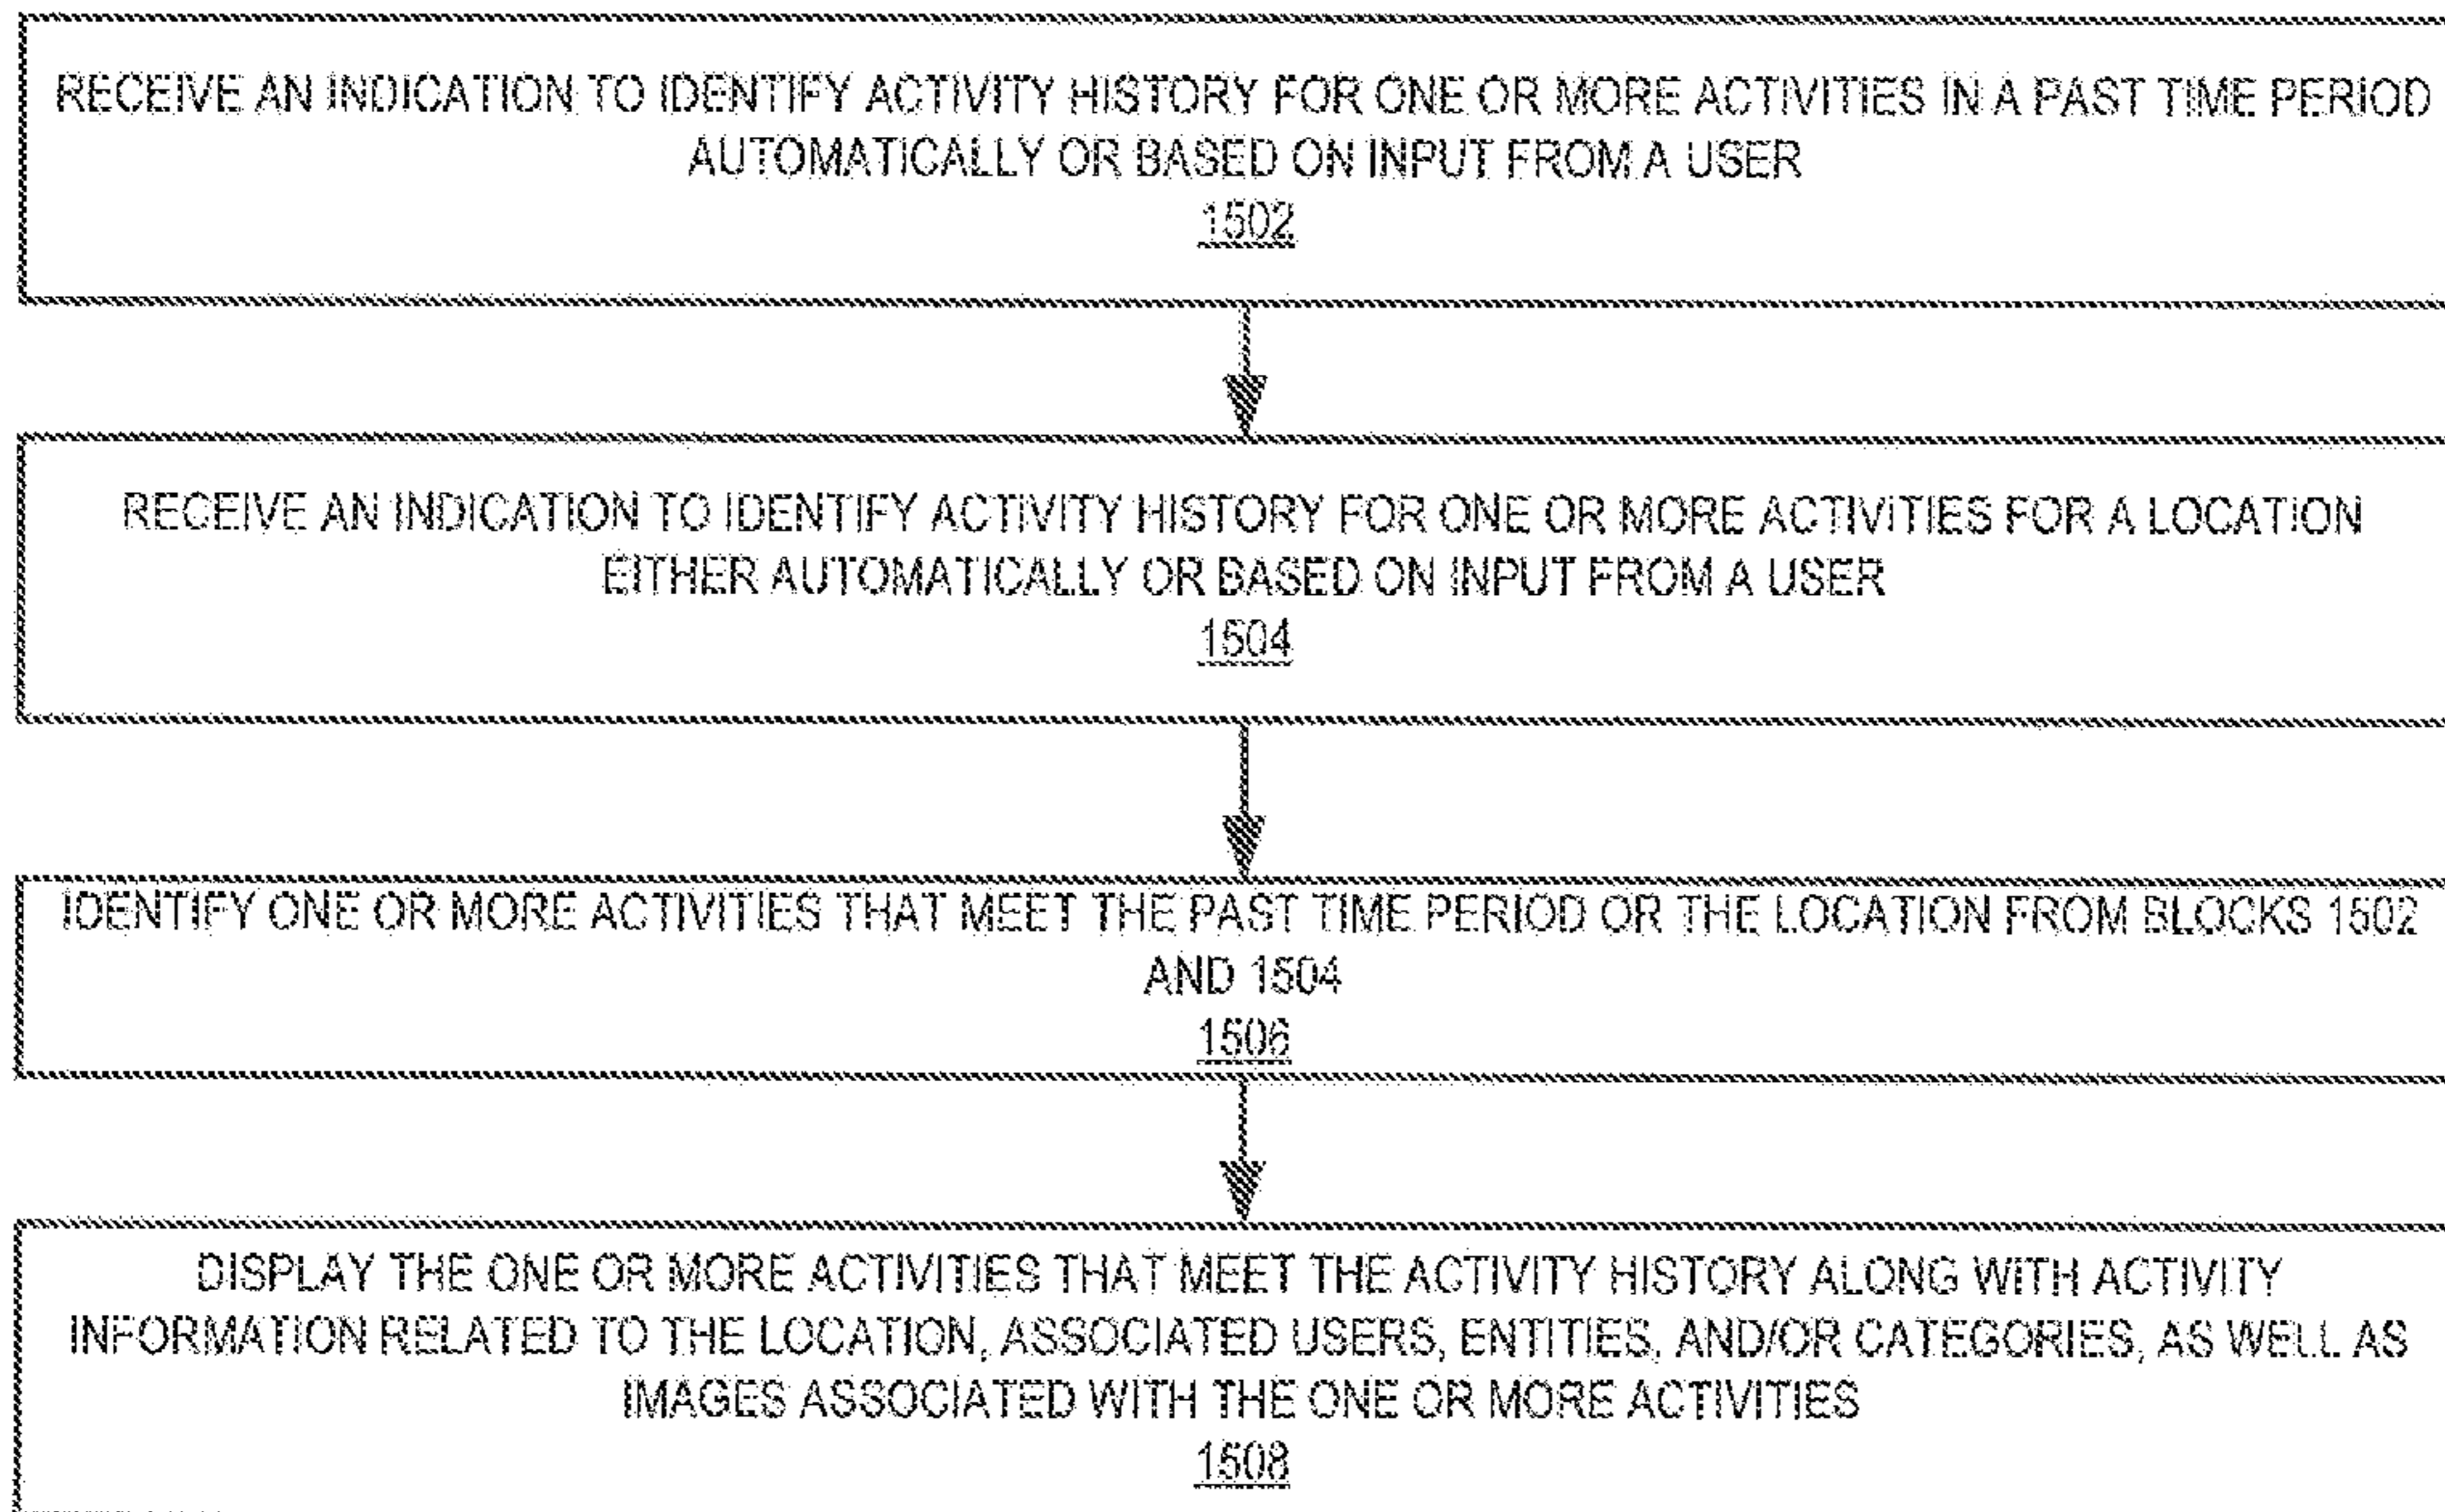 RECEIVE AN INDICATION TO IDENTIFY ACTIVITY HISTORY FOR ONE OR MORE ACTIVITIES IN A PAST TIME PERIOD
AUTOMATICALLY OR BASED ON INPUT FROM A USER
1502
RECEIVE AN INDICATION TO IDENTIFY ACTIVITY HISTORY FOR ONE OR MORE ACTIVITIES FOR A LOCATION
EITHER AUTOMATICALLY OR BASED ON INPUT FROM A USER
1504
IDENTIFY ONE OR MORE ACTIVITIES THAT MEET THE PAST TIME PERIOD OR THE LOCATION FROM BLOCKS 1502
AND 1504
1506
DISPLAY THE ONE OR MORE ACTIVITIES THAT MEET THE ACTIVITY HISTORY ALONG WITH ACTIVITY
INFORMATION RELATED TO THE LOCATION, ASSOCIATED USERS, ENTITIES, AND/OR CATEGORIES, AS WELL AS
IMAGES ASSOCIATED WITH THE ONE OR MORE ACTIVITIES
1508